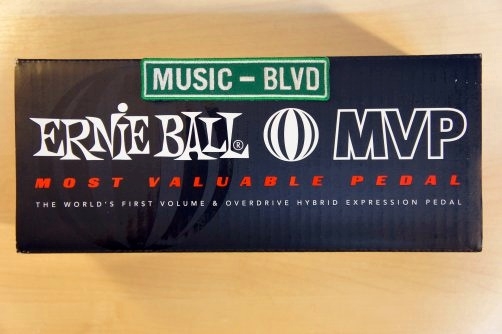 MUSIC – BLVD
ERNIE BALL® MVP
MOST VALUABLE PEDAL
THE WORLD'S FIRST VOLUME & OVERDRIVE HYBRID EXPRESSION PEDAL